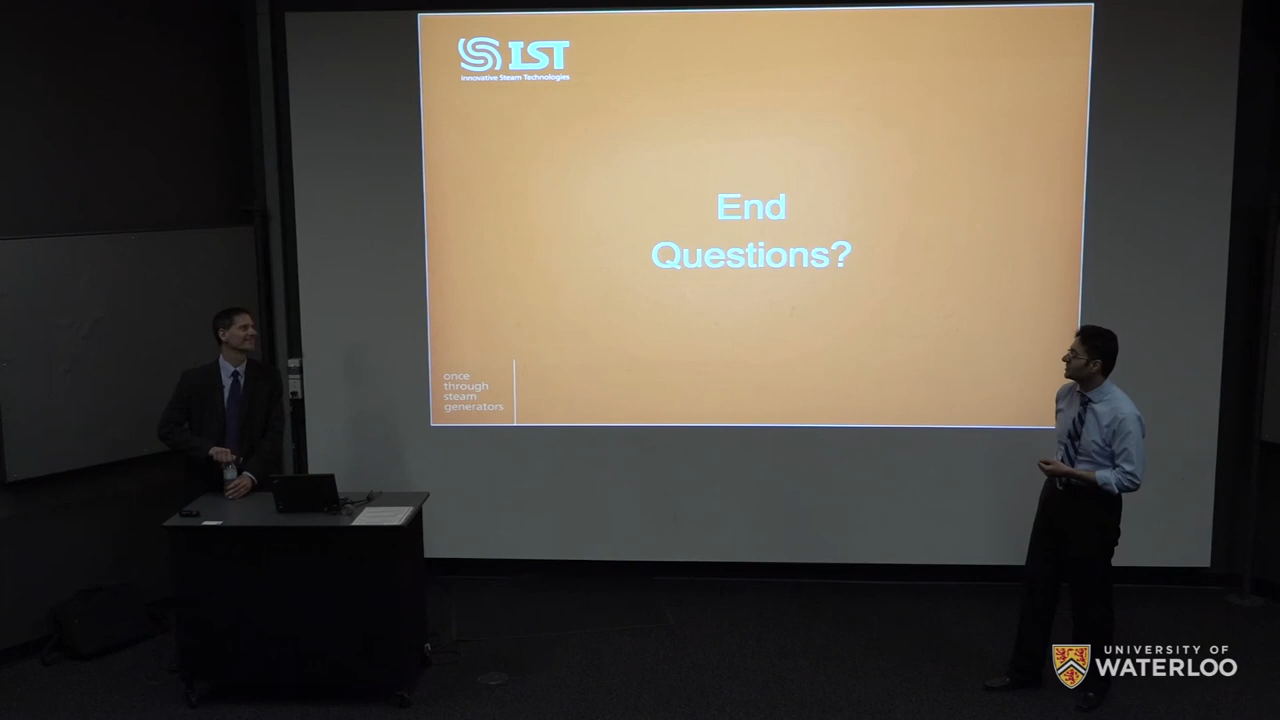 IST
Innovative Steam Technologies
End
Questions?
once
through
steam
generators
UNIVERSITY OF
WATERLOO